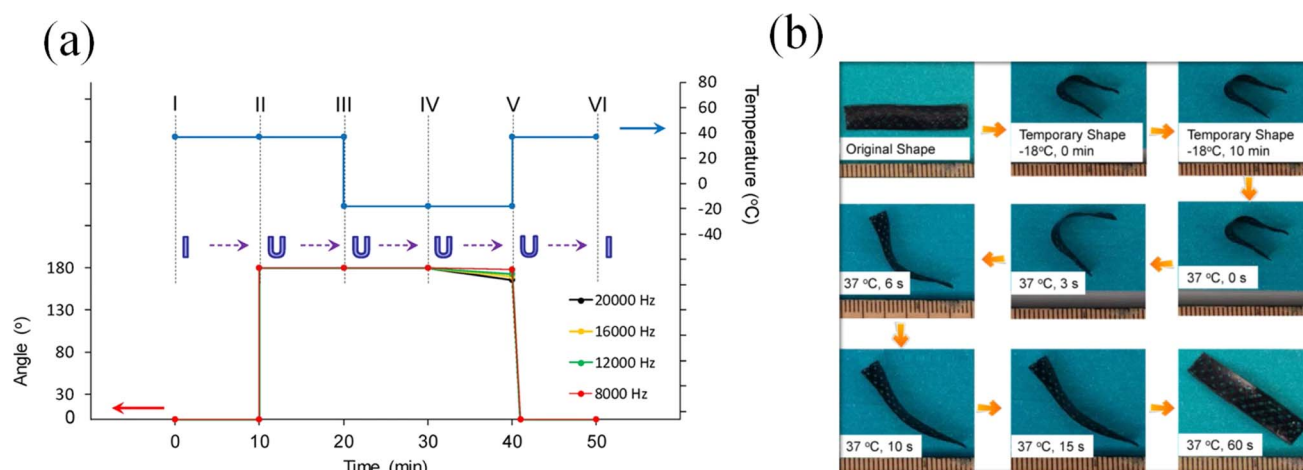 (a)
I II III IV V VI
80
60
40
20
0
-20
-40
Temperature (°C)
I U U U U I
180
130
80
30
0
Angle (°)
20000 Hz
16000 Hz
12000 Hz
8000 Hz
0 10 20 30 40 50
Time (min)
(b)
Original Shape
Temporary Shape
-18°C, 0 min
Temporary Shape
-18°C, 10 min
37 °C, 6 s
37 °C, 3 s
37 °C, 0 s
37 °C, 10 s
37 °C, 15 s
37 °C, 60 s